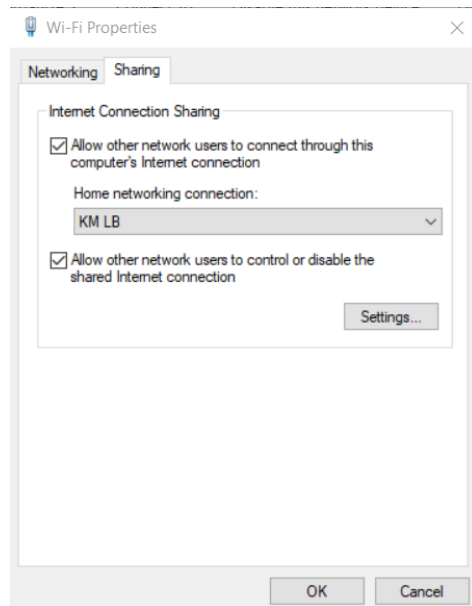 Wi-Fi Properties
Networking
Sharing
Internet Connection Sharing
Allow other network users to connect through this
computer's Internet connection
Home networking connection:
KM LB
Allow other network users to control or disable the
shared Internet connection
Settings...
OK
Cancel